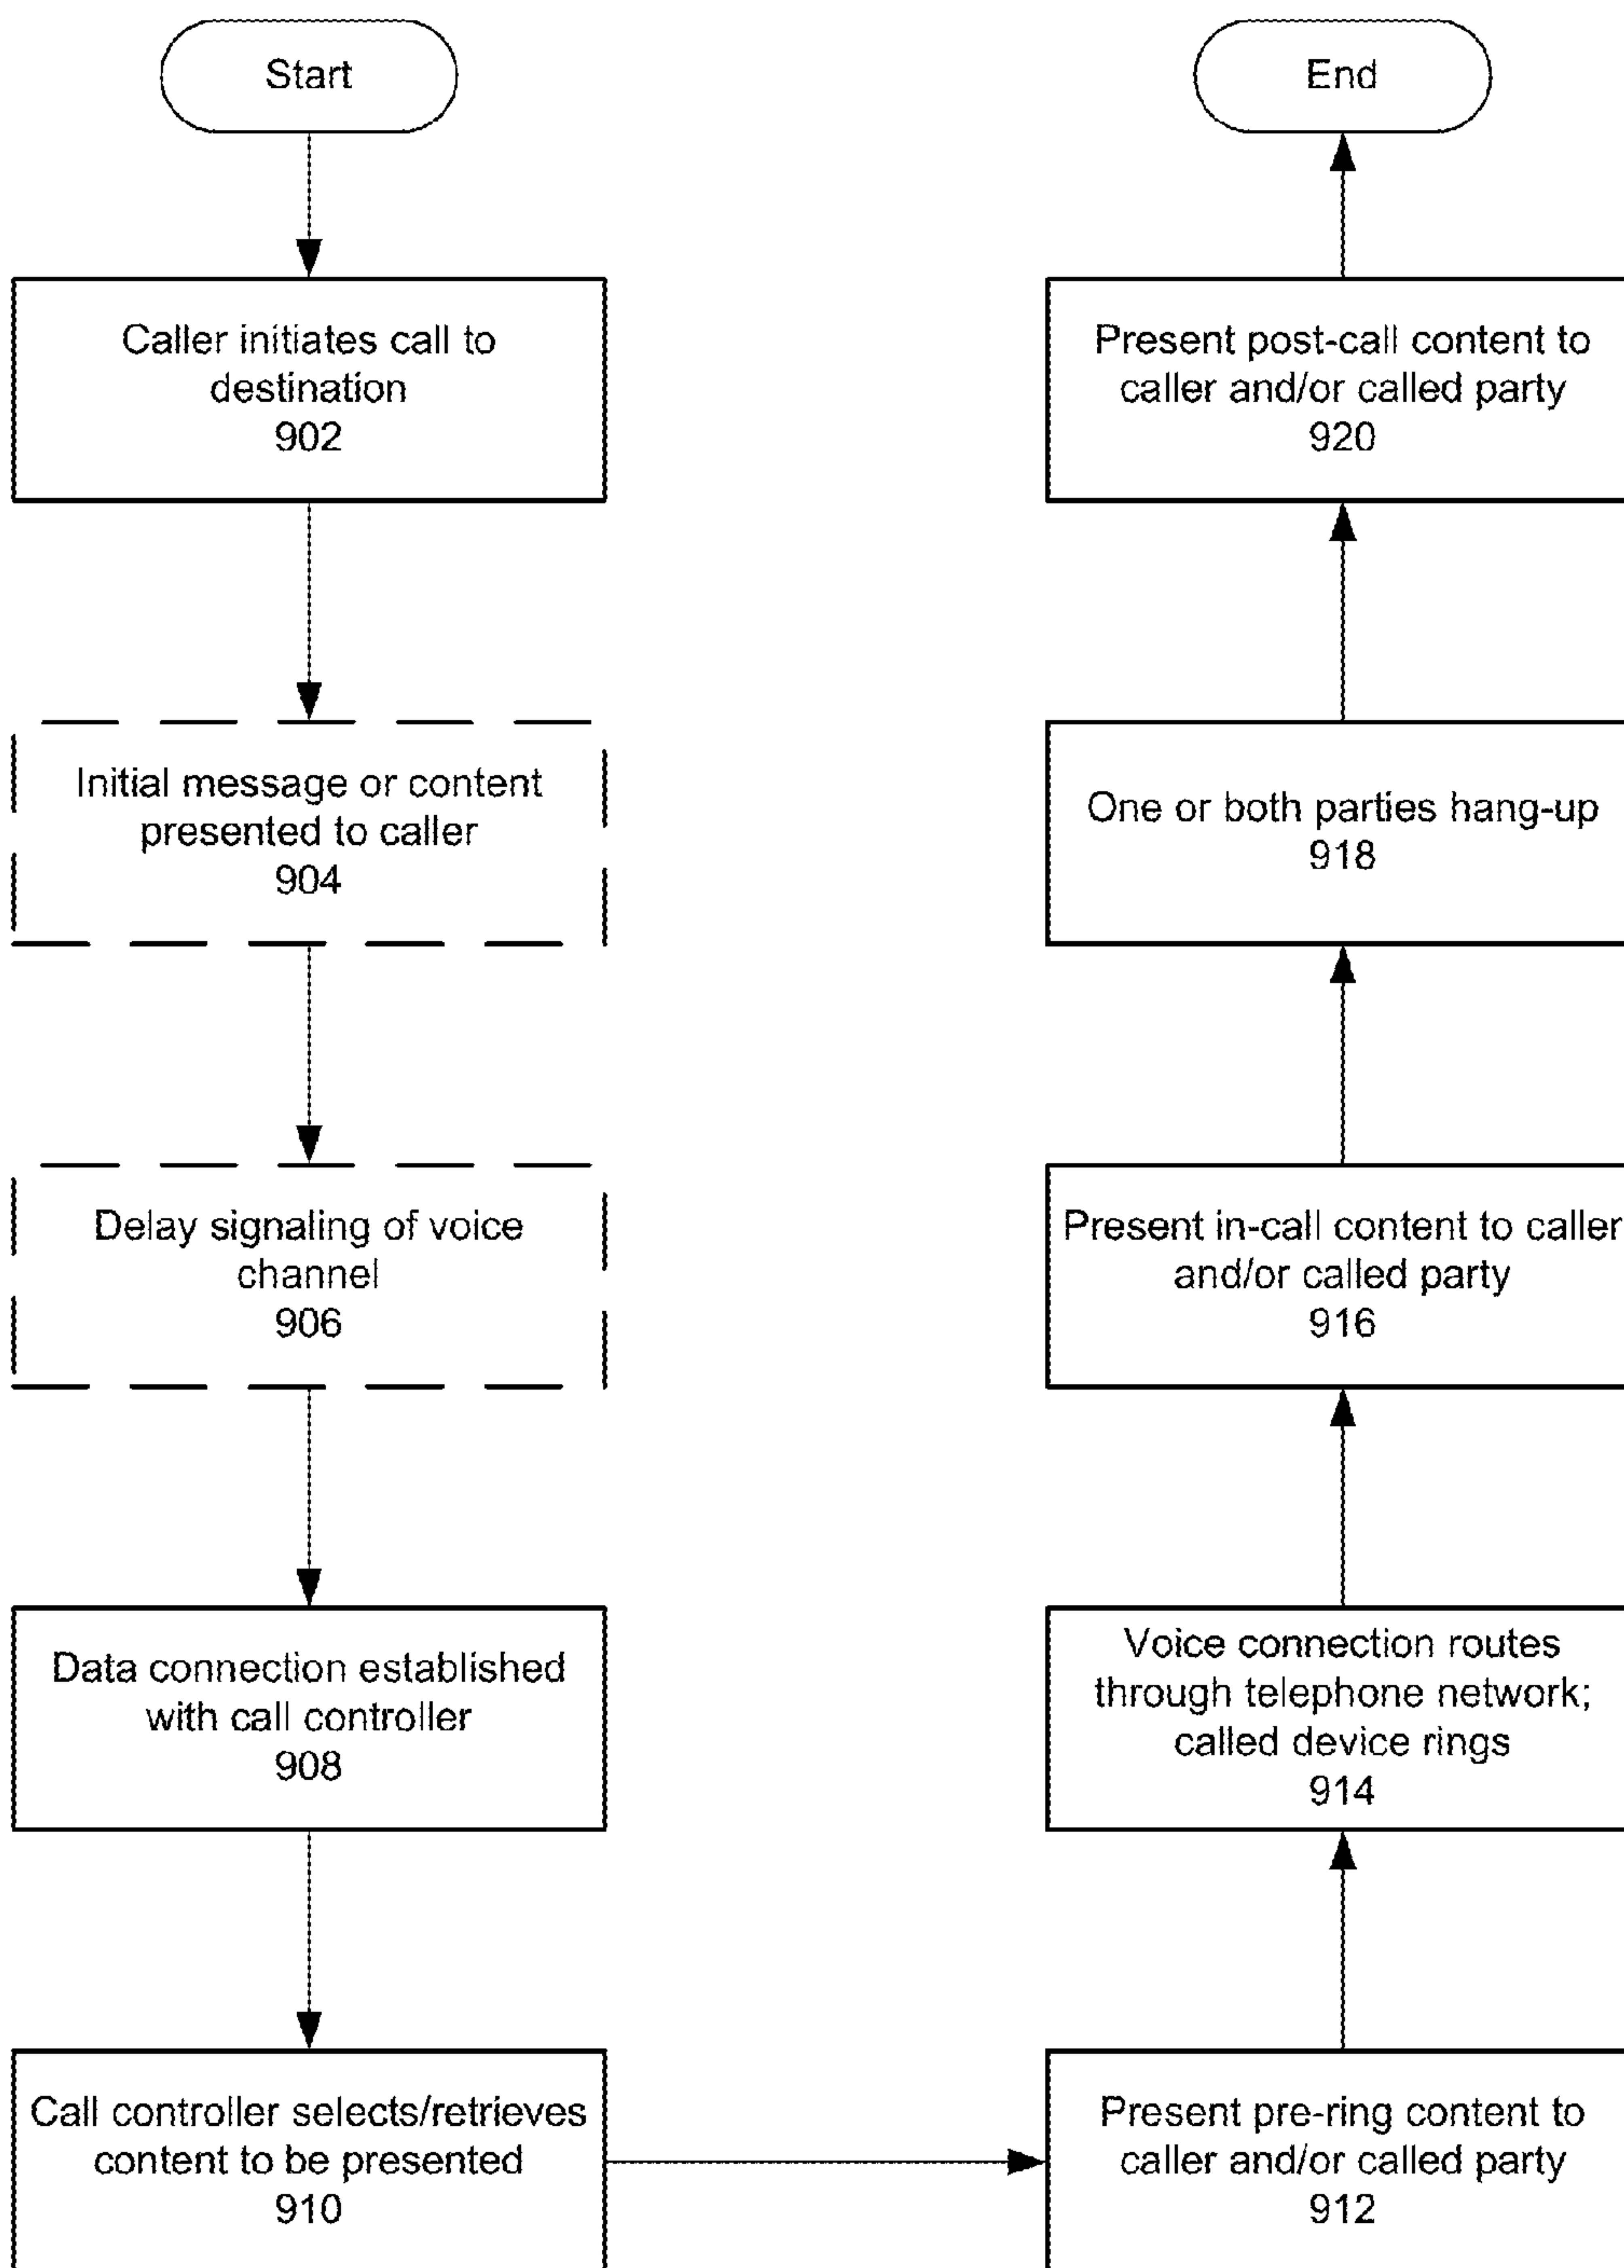 Start
Caller initiates call to
destination
902
Initial message or content
presented to caller
904
Delay signaling of voice
channel
906
Data connection established
with call controller
908
Call controller selects/retrieves
content to be presented
910
Present pre-ring content to
caller and/or called party
912
Voice connection routes
through telephone network;
called device rings
914
Present in-call content to caller
and/or called party
916
One or both parties hang-up
918
Present post-call content to
caller and/or called party
920
End